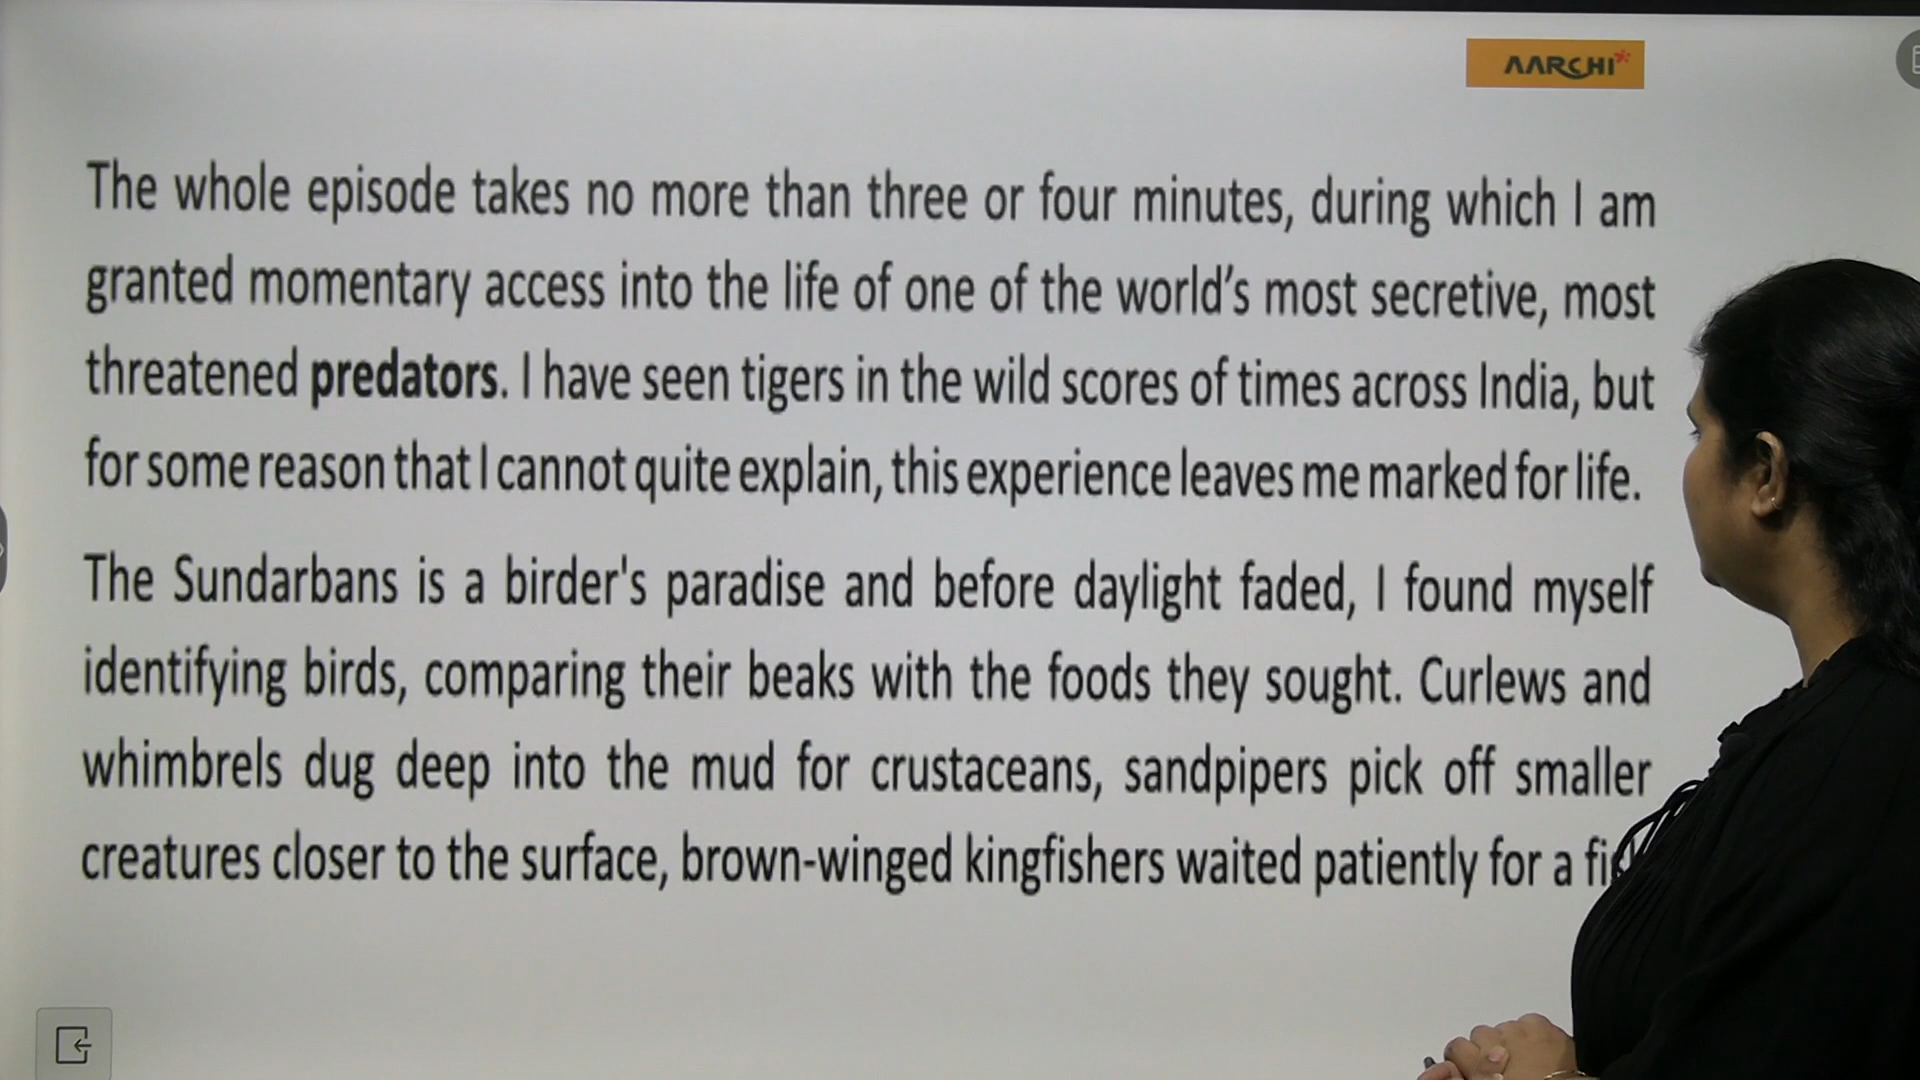 AARCHI
The whole episode takes no more than three or four minutes, during which I am
granted momentary access into the life of one of the world's most secretive, most
threatened predators. I have seen tigers in the wild scores of times across India, but
for some reason that I cannot quite explain, this experience leaves me marked for life.
The Sundarbans is a birder's paradise and before daylight faded, I found myself
identifying birds, comparing their beaks with the foods they sought. Curlews and
whimbrels dug deep into the mud for crustaceans, sandpipers pick off smaller
creatures closer to the surface, brown-winged kingfishers waited patiently for a